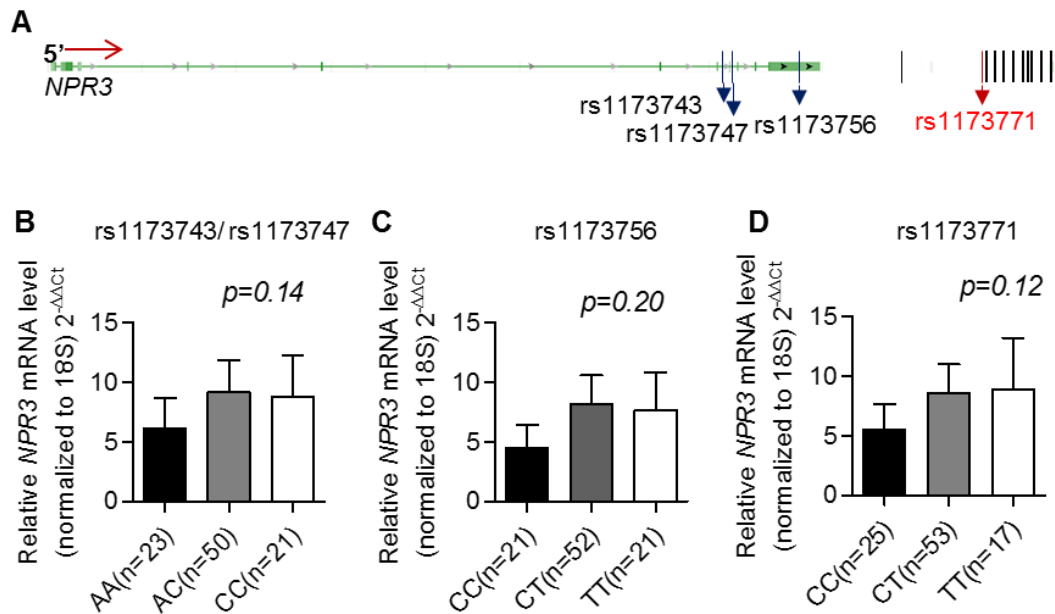 A
5'
NPR3
rs1173743
rs1173747
rs1173756
rs1173771
B
rs1173743/rs1173747
Relative NPR3 mRNA level
(normalized to 18S) 2-ΔΔCt
p=0.14
15
10
5
0
AA(n=23)
AC(n=50)
CC(n=21)
C
rs1173756
Relative NPR3 mRNA level
(normalized to 18S) 2-ΔΔCt
p=0.20
15
10
5
0
CC(n=21)
CT(n=52)
TT(n=21)
D
rs1173771
Relative NPR3 mRNA level
(normalized to 18S) 2-ΔΔCt
p=0.12
15
10
5
0
CC(n=25)
CT(n=53)
TT(n=17)